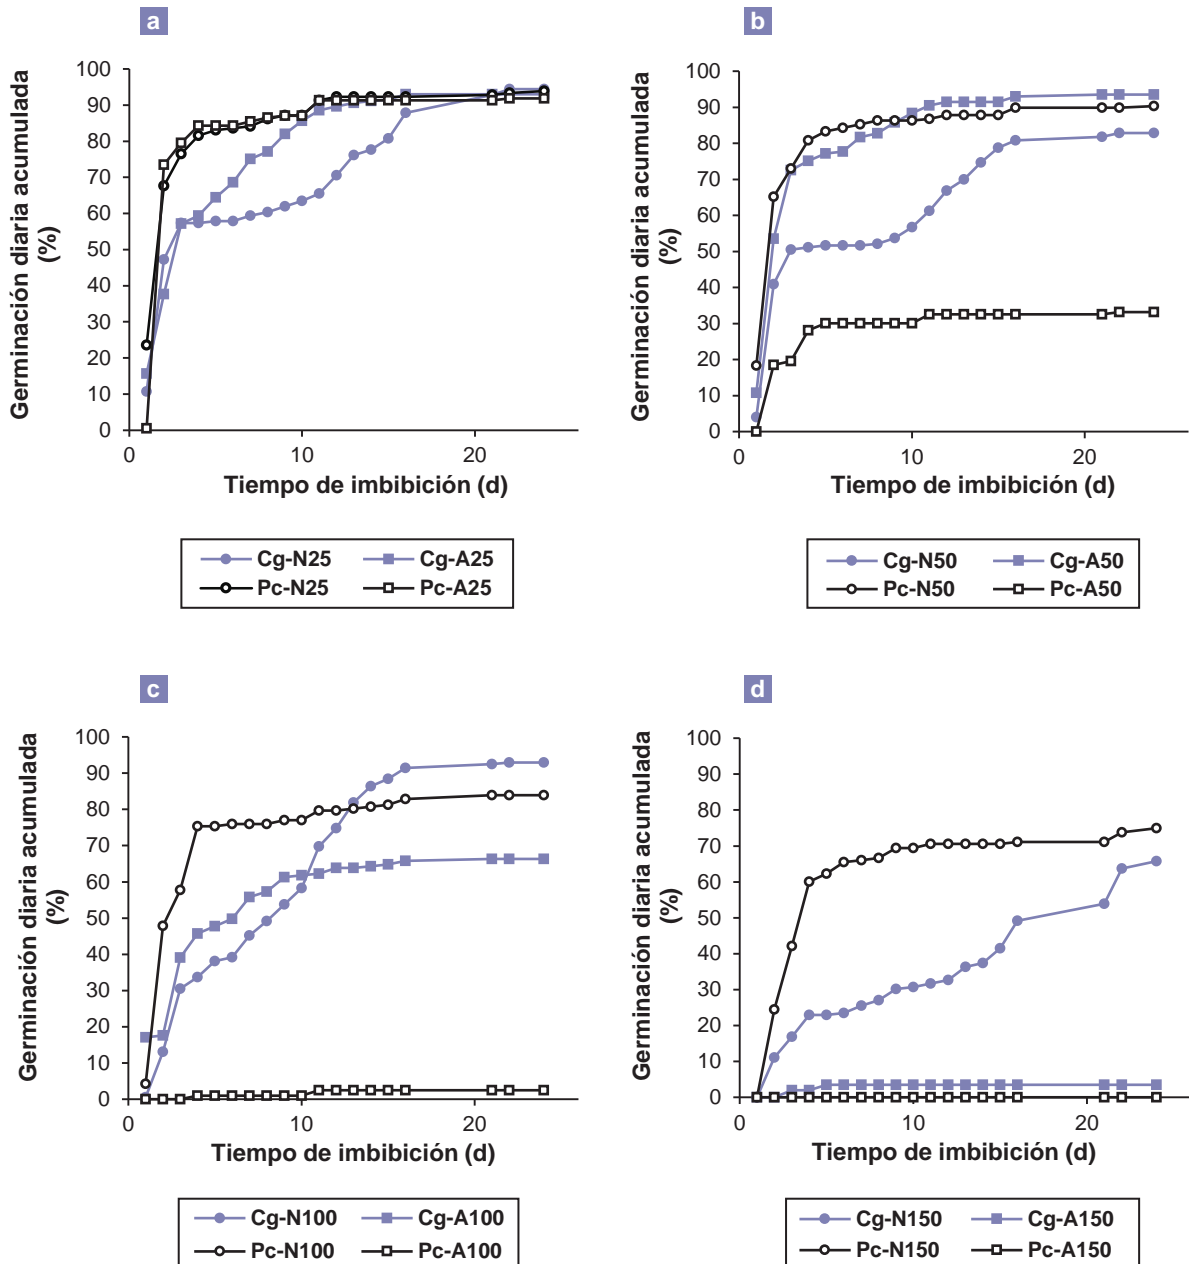 a
Germinación diaria acumulada
(%)
100
90
80
70
60
50
40
30
20
10
0
0 10 20
Tiempo de imbibición (d)
Cg-N25 Cg-A25
Pc-N25 Pc-A25
b
Germinación diaria acumulada
(%)
100
90
80
70
60
50
40
30
20
10
0
0 10 20
Tiempo de imbibición (d)
Cg-N50 Cg-A50
Pc-N50 Pc-A50
c
Germinación diaria acumulada
(%)
100
90
80
70
60
50
40
30
20
10
0
0 10 20
Tiempo de imbibición (d)
Cg-N100 Cg-A100
Pc-N100 Pc-A100
d
Germinación diaria acumulada
(%)
100
90
80
70
60
50
40
30
20
10
0
0 10 20
Tiempo de imbibición (d)
Cg-N150 Cg-A150
Pc-N150 Pc-A150